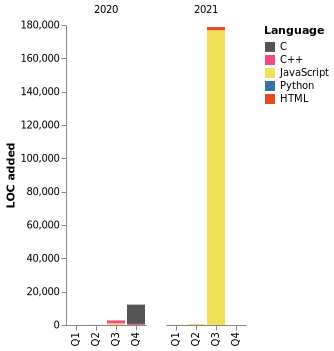 2020 2021
Language
C
C++
JavaScript
Python
HTML
LOC added
180,000
160,000
140,000
120,000
100,000
80,000
60,000
40,000
20,000
0
Q1 Q2 Q3 Q4 Q1 Q2 Q3 Q4